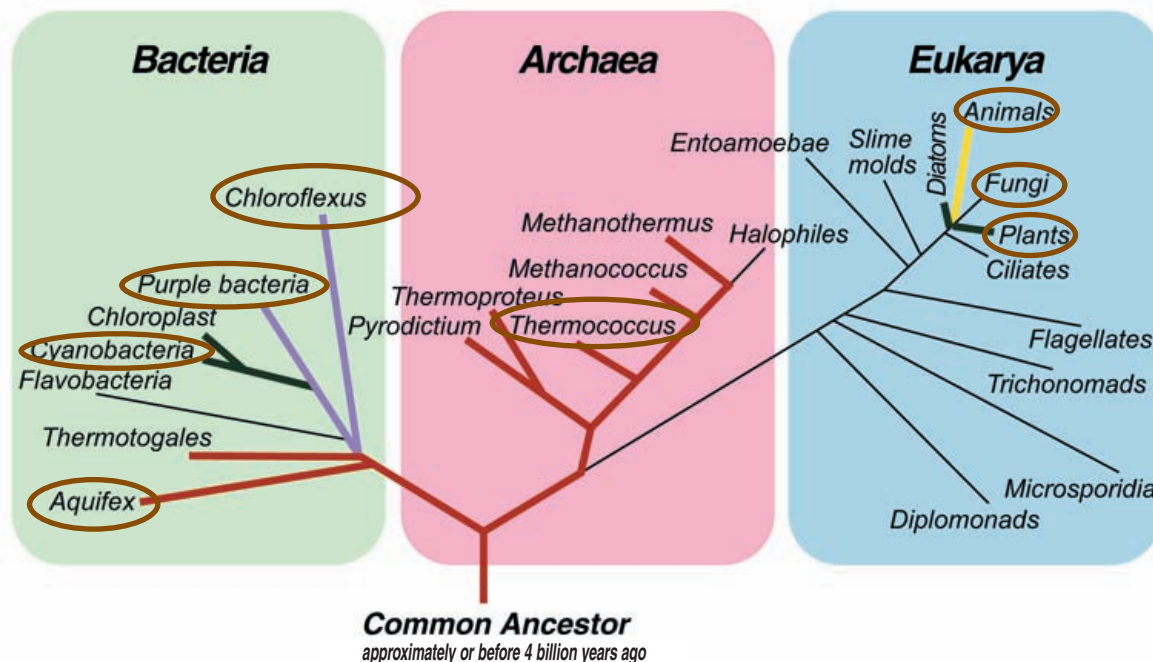 Bacteria
Chloroflexus
Purple bacteria
Chloroplast
Cyanobacteria
Flavobacteria
Thermotogales
Aquifex
Archaea
Methanothermus
Halophiles
Methanococcus
Thermoproteus
Pyrodictium
Thermococcus
Eukarya
Entoamoebae
Slime
molds
Diatoms
Animals
Fungi
Plants
Ciliates
Flagellates
Trichonomads
Microsporidia
Diplomonads
Common Ancestor
approximately or before 4 billion years ago